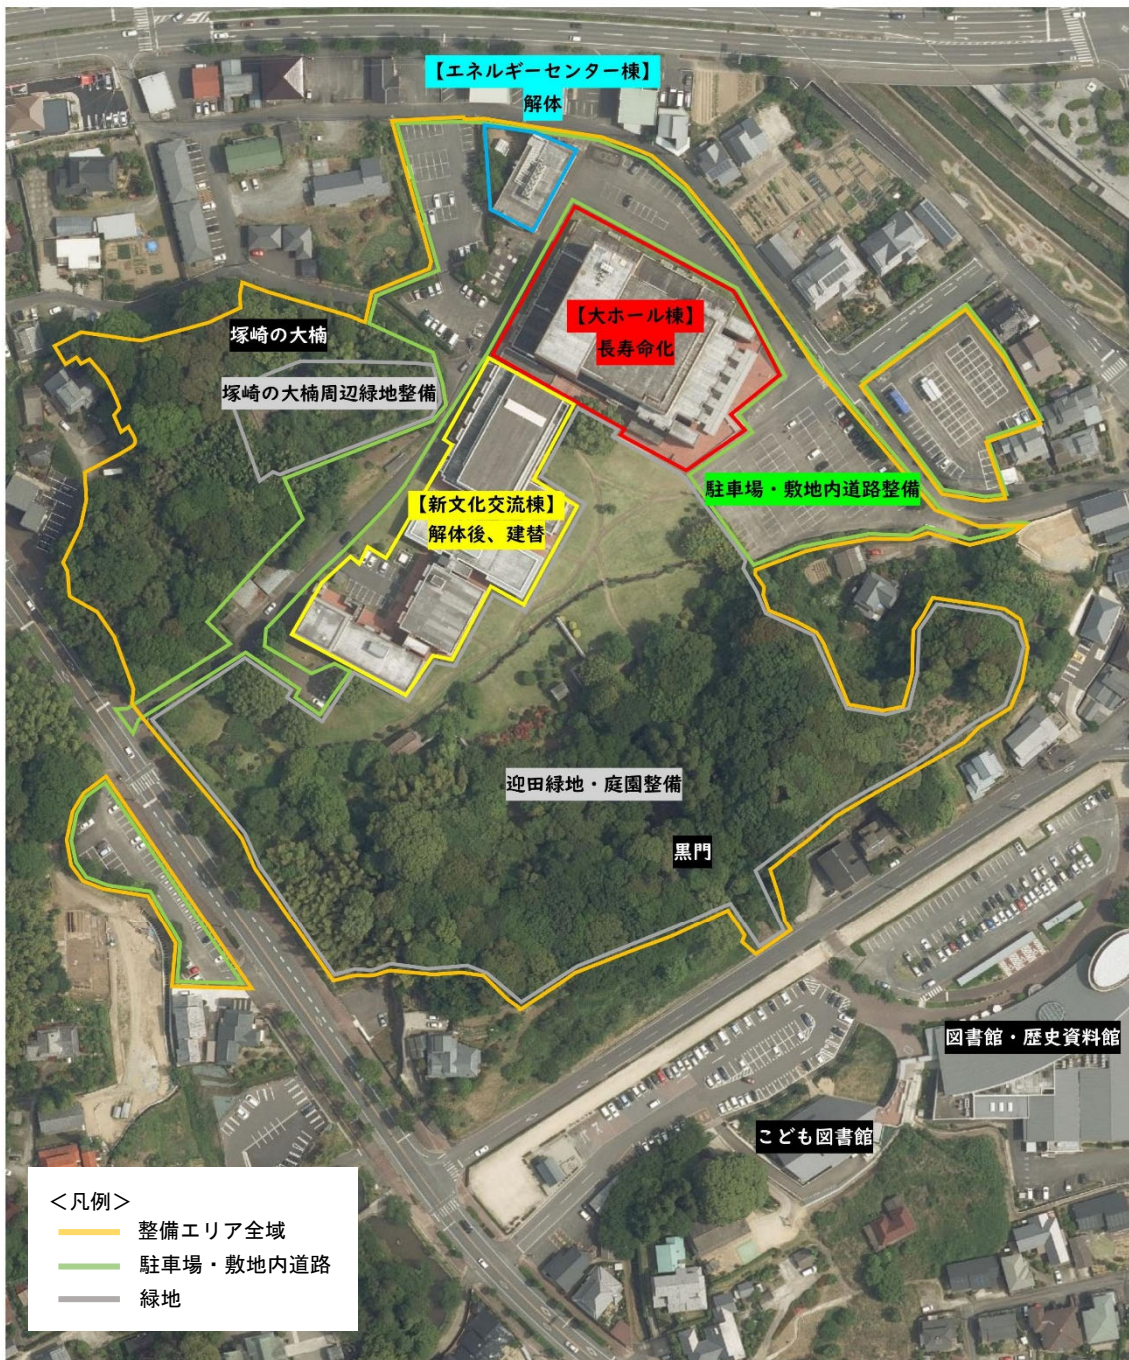 【エネルギーセンター棟】
解体
【大ホール棟】
長寿命化
塚崎の大楠
塚崎の大楠周辺緑地整備
駐車場・敷地内道路整備
【新文化交流棟】
解体後、建替
迎田緑地・庭園整備
黒門
図書館・歴史資料館
こども図書館
＜凡例＞
整備エリア全域
駐車場・敷地内道路
緑地